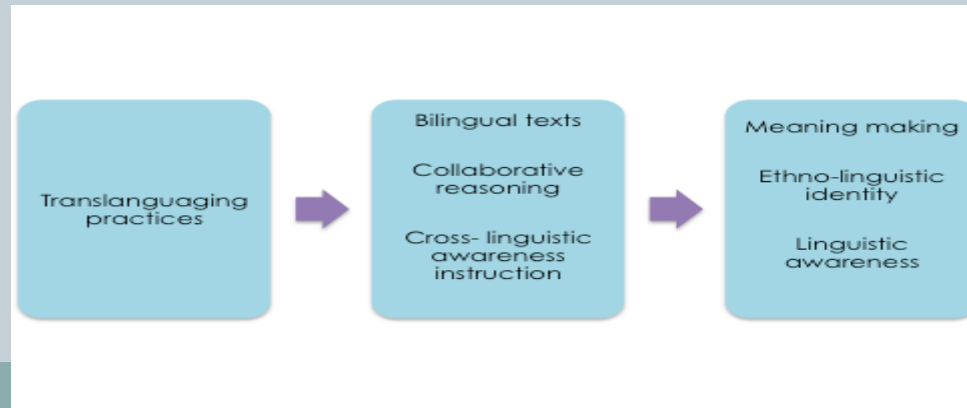 Translanguaging
practices
Bilingual texts
Collaborative
reasoning
Cross- linguistic
awareness
instruction
Meaning making
Ethno-linguistic
identity
Linguistic
awareness